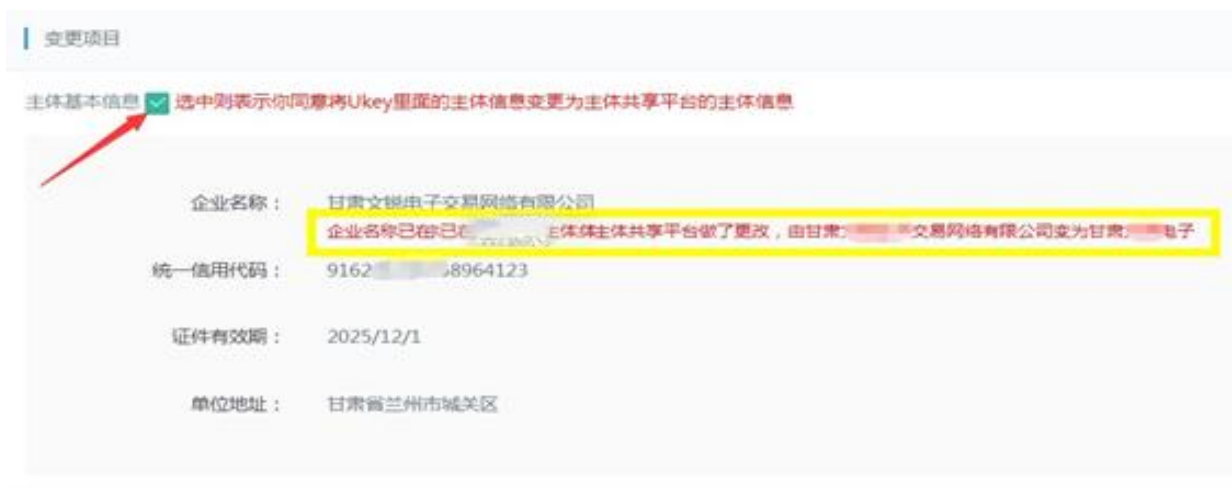 变更项目
主体基本信息 选中则表示你同意将Ukey里面的主体信息变更为主体共享平台的主体信息
企业名称： 甘肃文锐电子交易网络有限公司
企业名称已在 主体共享平台做了更改，由甘肃 交易网络有限公司变为甘肃 电子
统一信用代码： 9162 8964123
证件有效期： 2025/12/1
单位地址： 甘肃省兰州市城关区